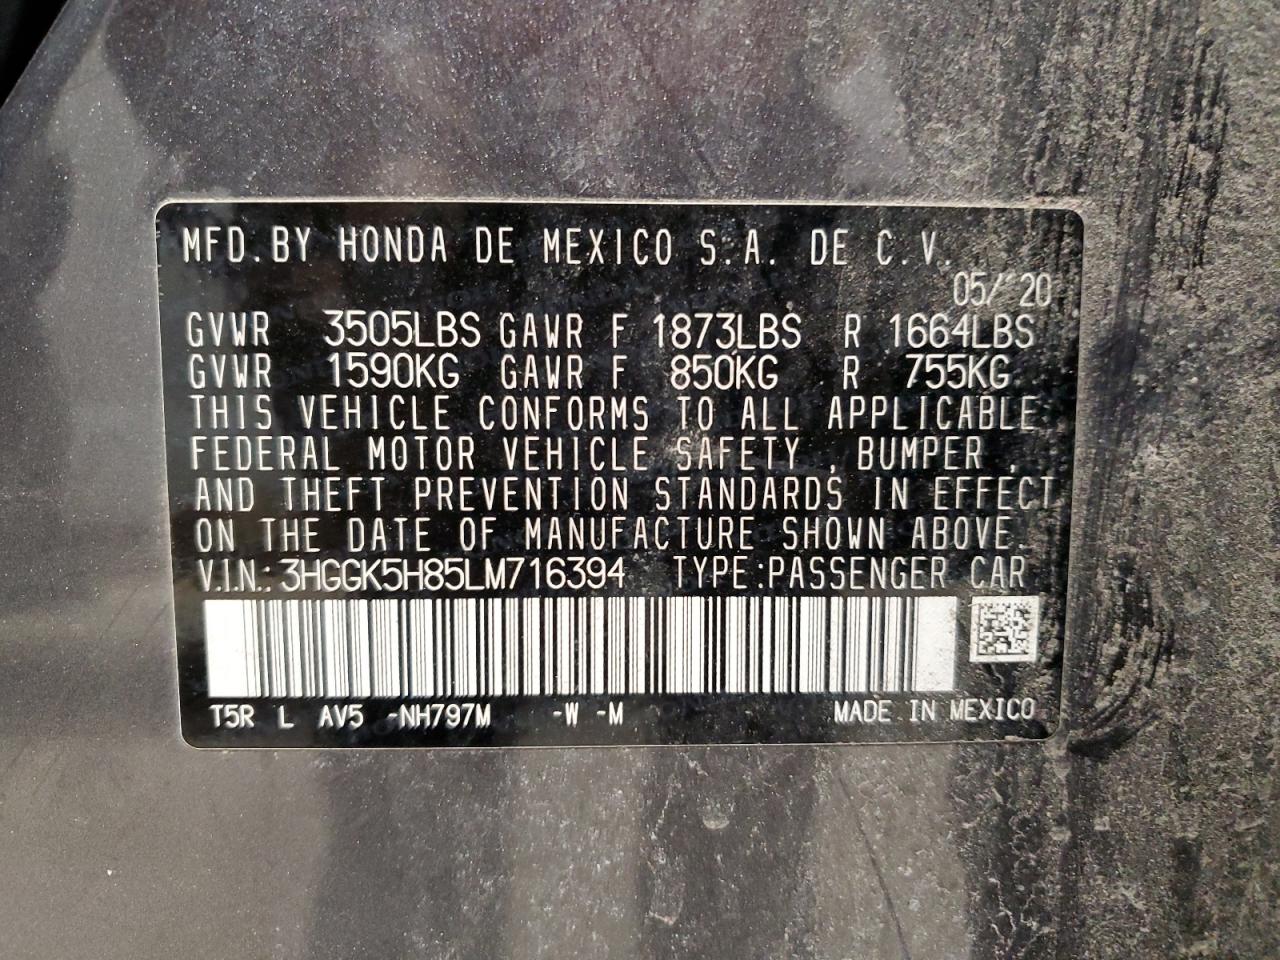 MFD.BY HONDA DE MEXICO S.A. DE C.V.
05/ 20
GVWR 3505LBS GAWR F 1873LBS R 1664LBS
GVWR 1590KG GAWR F 850KG R 755KG
THIS VEHICLE CONFORMS TO ALL APPLICABLE
FEDERAL MOTOR VEHICLE SAFETY , BUMPER ,
AND THEFT PREVENTION STANDARDS IN EFFECT
ON THE DATE OF MANUFACTURE SHOWN ABOVE.
V.I.N.: 3HGGK5H85LM716394 TYPE:PASSENGER CAR
T5R L AV5 -NH797M -W -M MADE IN MEXICO